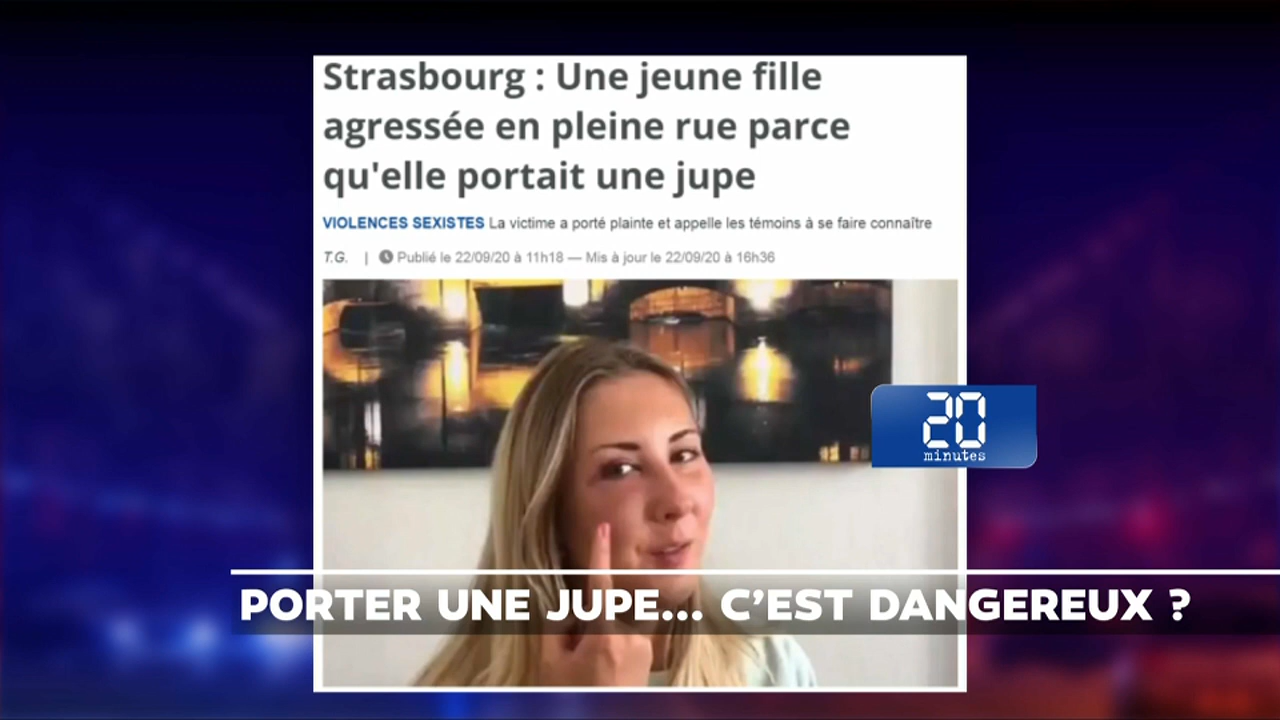 Strasbourg : Une jeune fille
agressée en pleine rue parce
qu'elle portait une jupe
VIOLENCES SEXISTES La victime a porté plainte et appelle les témoins à se faire connaître
T.G. | Publié le 22/09/20 à 11h18 — Mis à jour le 22/09/20 à 16h36
20
minutes
PORTER UNE JUPE... C'EST DANGEREUX ?